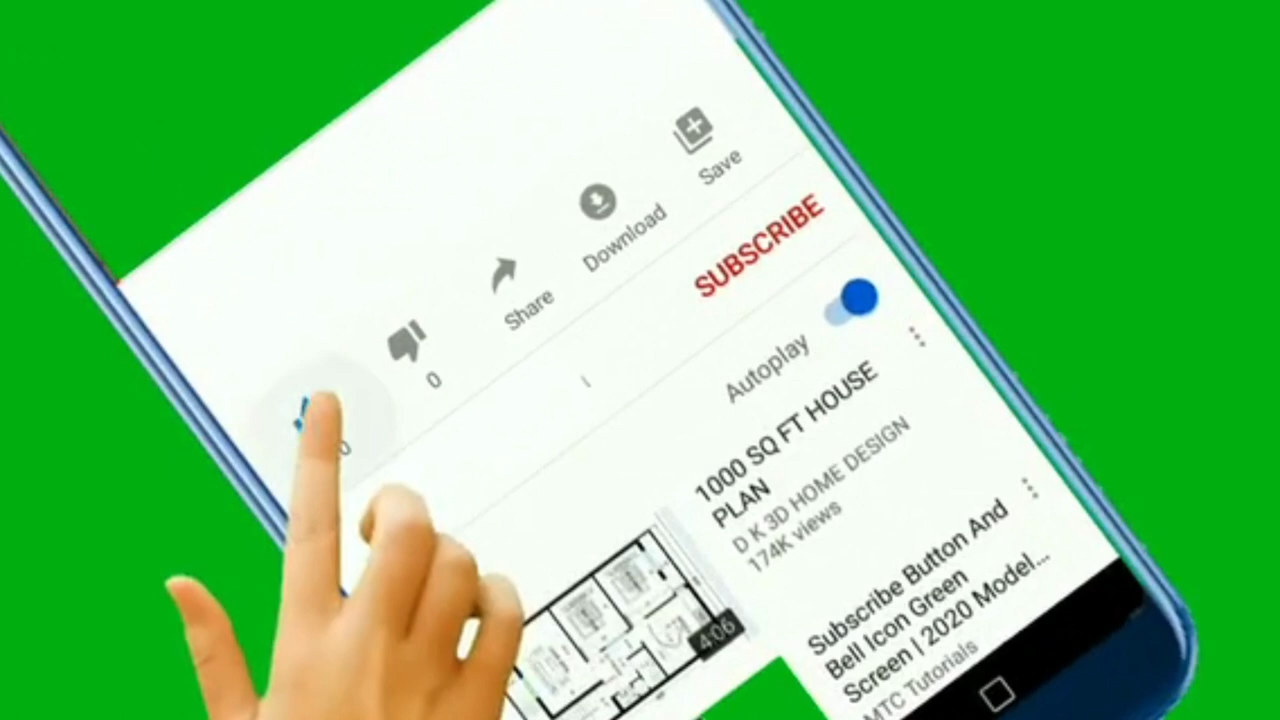 Save
Download
Share
0
0
SUBSCRIBE
Autoplay
1000 SQ FT HOUSE
PLAN
D K 3D HOME DESIGN
174K views
4:06
Subscribe Button And
Bell Icon Green
Screen | 2020 Model...
MTC Tutorials